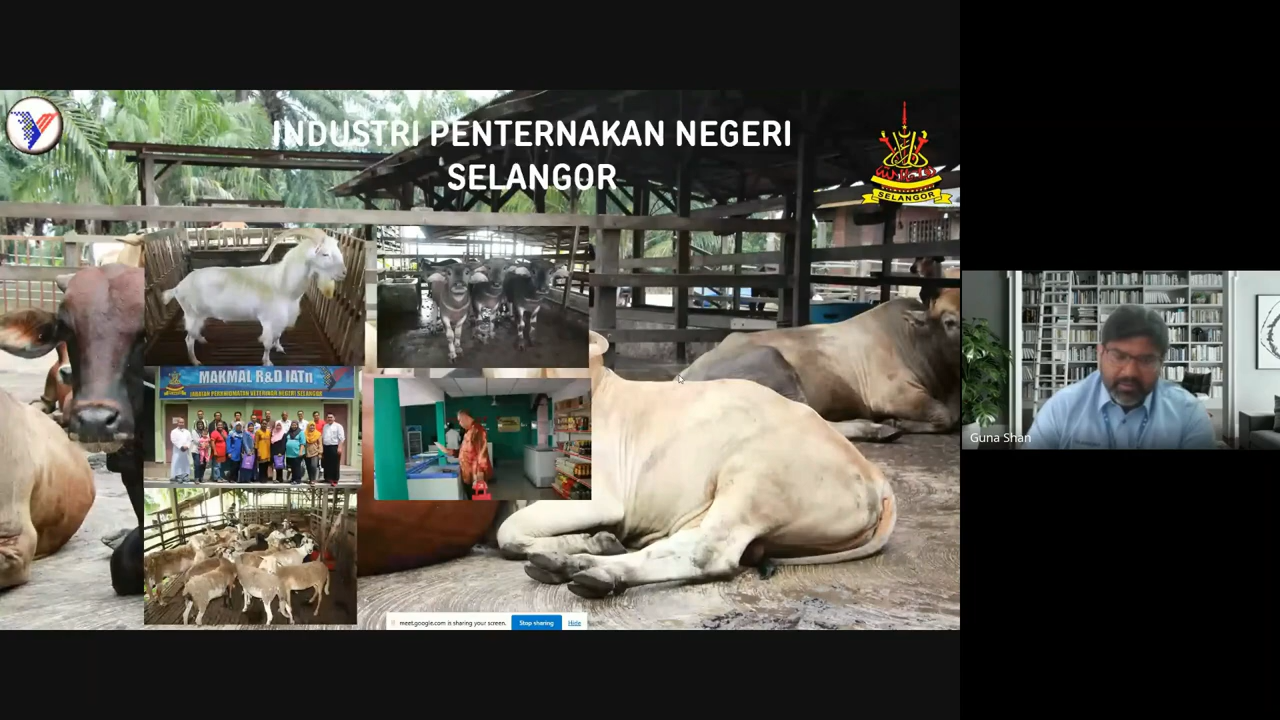 INDUSTRI PENTERNAKAN NEGERI
SELANGOR
SELANGOR
MAKMAL R&D IATn
JABATAN PERKHIDMATAN VETERINAR NEGERI SELANGOR
Guna Shan
meet.google.com is sharing your screen.
Stop sharing
Hide